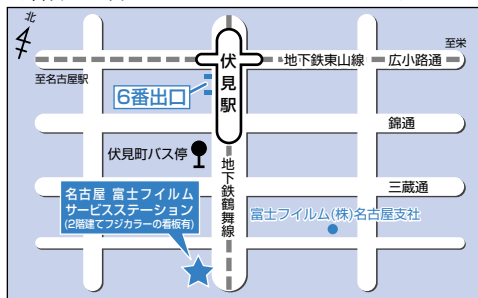 北
至栄
伏見駅
地下鉄東山線
広小路通
至名古屋駅
6番出口
錦通
伏見町バス停
地下鉄鶴舞線
三蔵通
名古屋 富士フイルム
サービスステーション
(2階建てフジカラーの看板有)
富士フイルム(株)名古屋支社